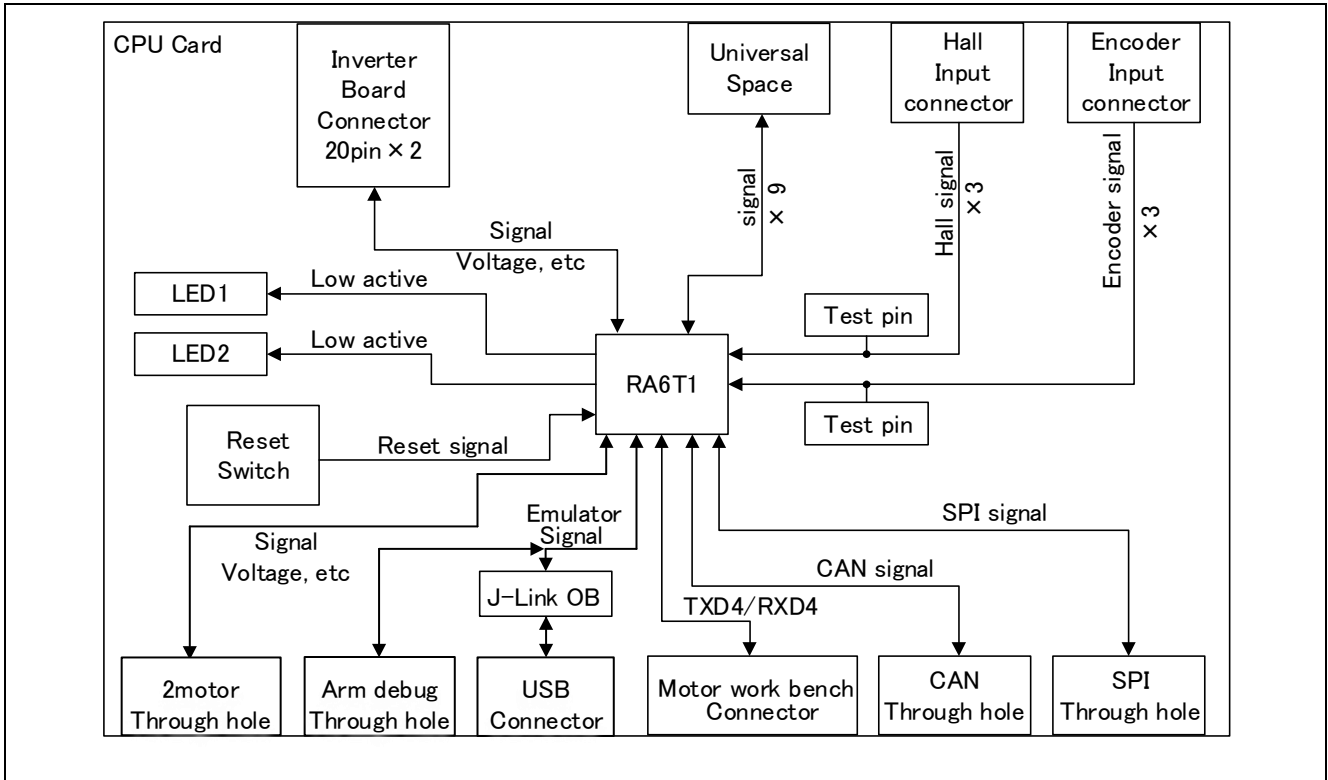 CPU Card
Inverter
Board
Connector
20pin × 2
Universal
Space
Hall
Input
connector
Encoder
Input
connector
signal
× 9
Hall signal
×3
Encoder signal
×3
Signal
Voltage, etc
LED1
Low active
LED2
Low active
Test pin
RA6T1
Test pin
Reset
Switch
Reset signal
Signal
Voltage, etc
Emulator
Signal
J-Link OB
SPI signal
CAN signal
TXD4/RXD4
2motor
Through hole
Arm debug
Through hole
USB
Connector
Motor work bench
Connector
CAN
Through hole
SPI
Through hole